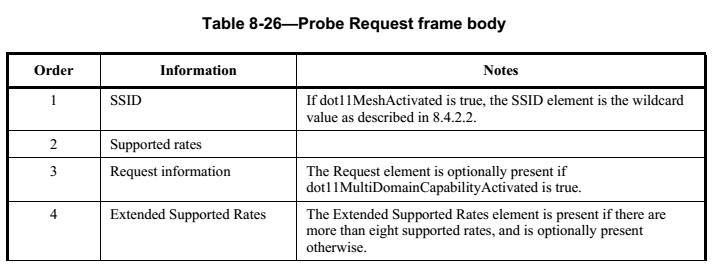 Table 8-26—Probe Request frame body
Order Information Notes
1 SSID If dot11MeshActivated is true, the SSID element is the wildcard
value as described in 8.4.2.2.
2 Supported rates
3 Request information The Request element is optionally present if
dot11MultiDomainCapabilityActivated is true.
4 Extended Supported Rates The Extended Supported Rates element is present if there are
more than eight supported rates, and is optionally present
otherwise.